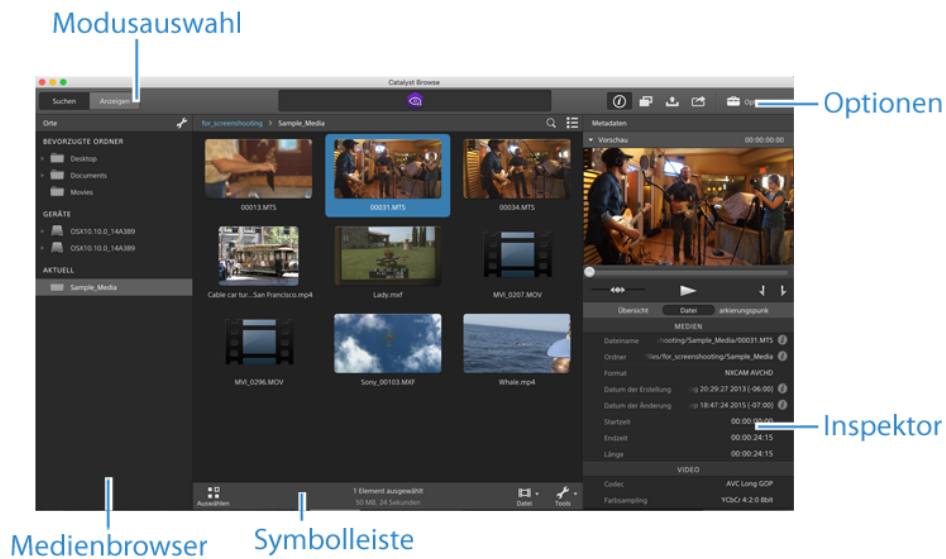 Modusauswahl
Catalyst Browse
Suchen Anzeigen
Optionen
Orte
for_screenshooting > Sample_Media
Metadaten
BEVORZUGTE ORDNER
Desktop
Documents
Movies
GERÄTE
OSX10.10.0_14A389
OSX10.10.0_14A389
AKTUELL
Sample_Media
00013.MTS
00031.MTS
00034.MTS
Cable car tur...San Francisco.mp4
Lady.mxf
MVI_0207.MOV
MVI_0296.MOV
Sony_00103.MXF
Whale.mp4
Vorschau 00:00:00:00
Übersicht Datei arkierungspunk
MEDIEN
Dateiname hooting/Sample_Media/00031.MTS
Ordner files/for_screenshooting/Sample_Media
Format NXCAM AVCHD
Datum der Erstellung 20:29:27 2013 (-06:00)
Datum der Änderung 18:47:24 2015 (-07:00)
Startzeit 00:00:00:00
Endzeit 00:00:24:15
Länge 00:00:24:15
VIDEO
Codec AVC Long GOP
Farbsampling YCbCr 4:2:0 8bit
Inspektor
Auswählen
1 Element ausgewählt
50 MB, 24 Sekunden
Datei
Tools
Medienbrowser
Symbolleiste